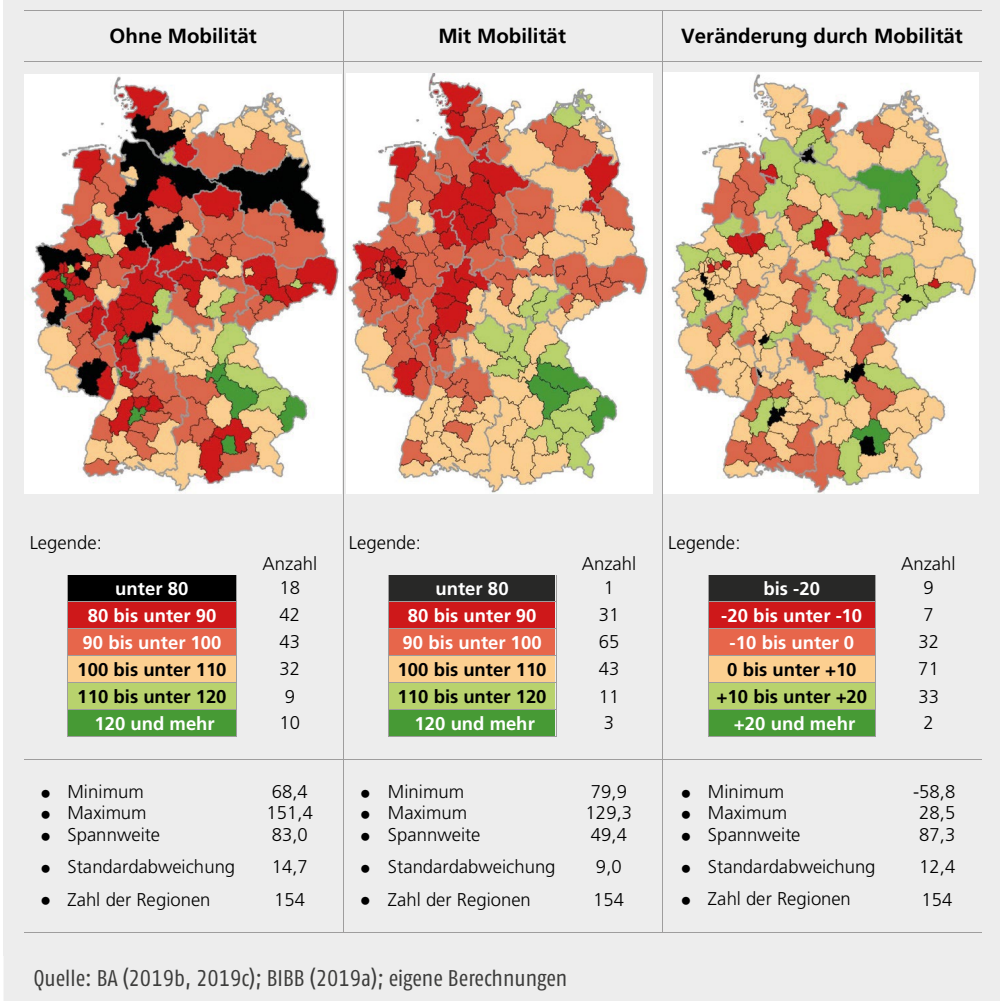 Ohne Mobilität
Mit Mobilität
Veränderung durch Mobilität
Legende:
Anzahl
unter 80 18
80 bis unter 90 42
90 bis unter 100 43
100 bis unter 110 32
110 bis unter 120 9
120 und mehr 10
Legende:
Anzahl
unter 80 1
80 bis unter 90 31
90 bis unter 100 65
100 bis unter 110 43
110 bis unter 120 11
120 und mehr 3
Legende:
Anzahl
bis -20 9
-20 bis unter -10 7
-10 bis unter 0 32
0 bis unter +10 71
+10 bis unter +20 33
+20 und mehr 2
• Minimum 68,4
• Maximum 151,4
• Spannweite 83,0
• Standardabweichung 14,7
• Zahl der Regionen 154
• Minimum 79,9
• Maximum 129,3
• Spannweite 49,4
• Standardabweichung 9,0
• Zahl der Regionen 154
• Minimum -58,8
• Maximum 28,5
• Spannweite 87,3
• Standardabweichung 12,4
• Zahl der Regionen 154
Quelle: BA (2019b, 2019c); BIBB (2019a); eigene Berechnungen